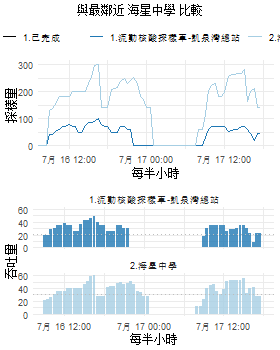 與最鄰近 海星中學 比較
1.已完成
1.流動核酸採樣車-凱泉灣總站
2.海
採樣量
300
200
100
0
7月 16 12:00
7月 17 00:00
7月 17 12:00
每半小時
1.流動核酸採樣車-凱泉灣總站
60
40
20
0
吞吐量
2.海星中學
60
40
20
0
7月 16 12:00
7月 17 00:00
7月 17 12:00
每半小時